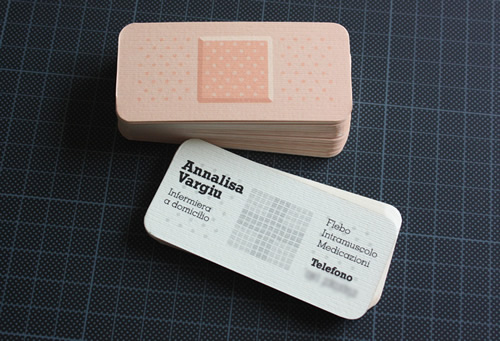 Annalisa
Vargiu
Infermiera
a domicilio
Flebo
Intramuscolo
Medicazioni
Telefono